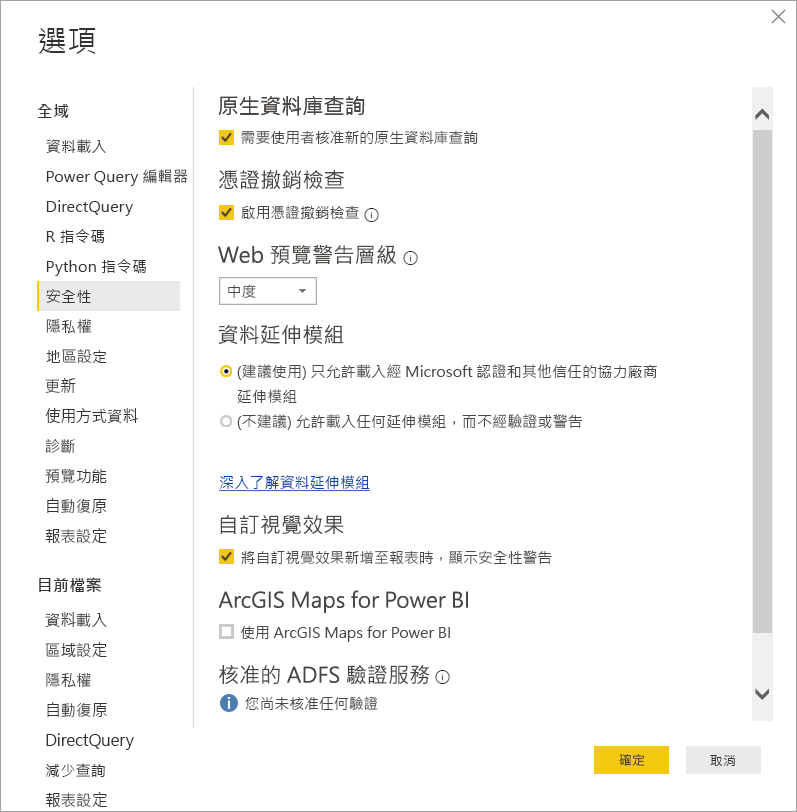 選項
全域
資料載入
Power Query 編輯器
DirectQuery
R 指令碼
Python 指令碼
安全性
隱私權
地區設定
更新
使用方式資料
診斷
預覽功能
自動復原
報表設定
目前檔案
資料載入
區域設定
隱私權
自動復原
DirectQuery
減少查詢
報表設定
原生資料庫查詢
需要使用者核准新的原生資料庫查詢
憑證撤銷檢查
啟用憑證撤銷檢查
Web 預覽警告層級
中度
資料延伸模組
(建議使用) 只允許載入經 Microsoft 認證和其他信任的協力廠商
延伸模組
(不建議) 允許載入任何延伸模組，而不經驗證或警告
深入了解資料延伸模組
自訂視覺效果
將自訂視覺效果新增至報表時，顯示安全性警告
ArcGIS Maps for Power BI
使用 ArcGIS Maps for Power BI
核准的 ADFS 驗證服務
您尚未核准任何驗證
確定
取消